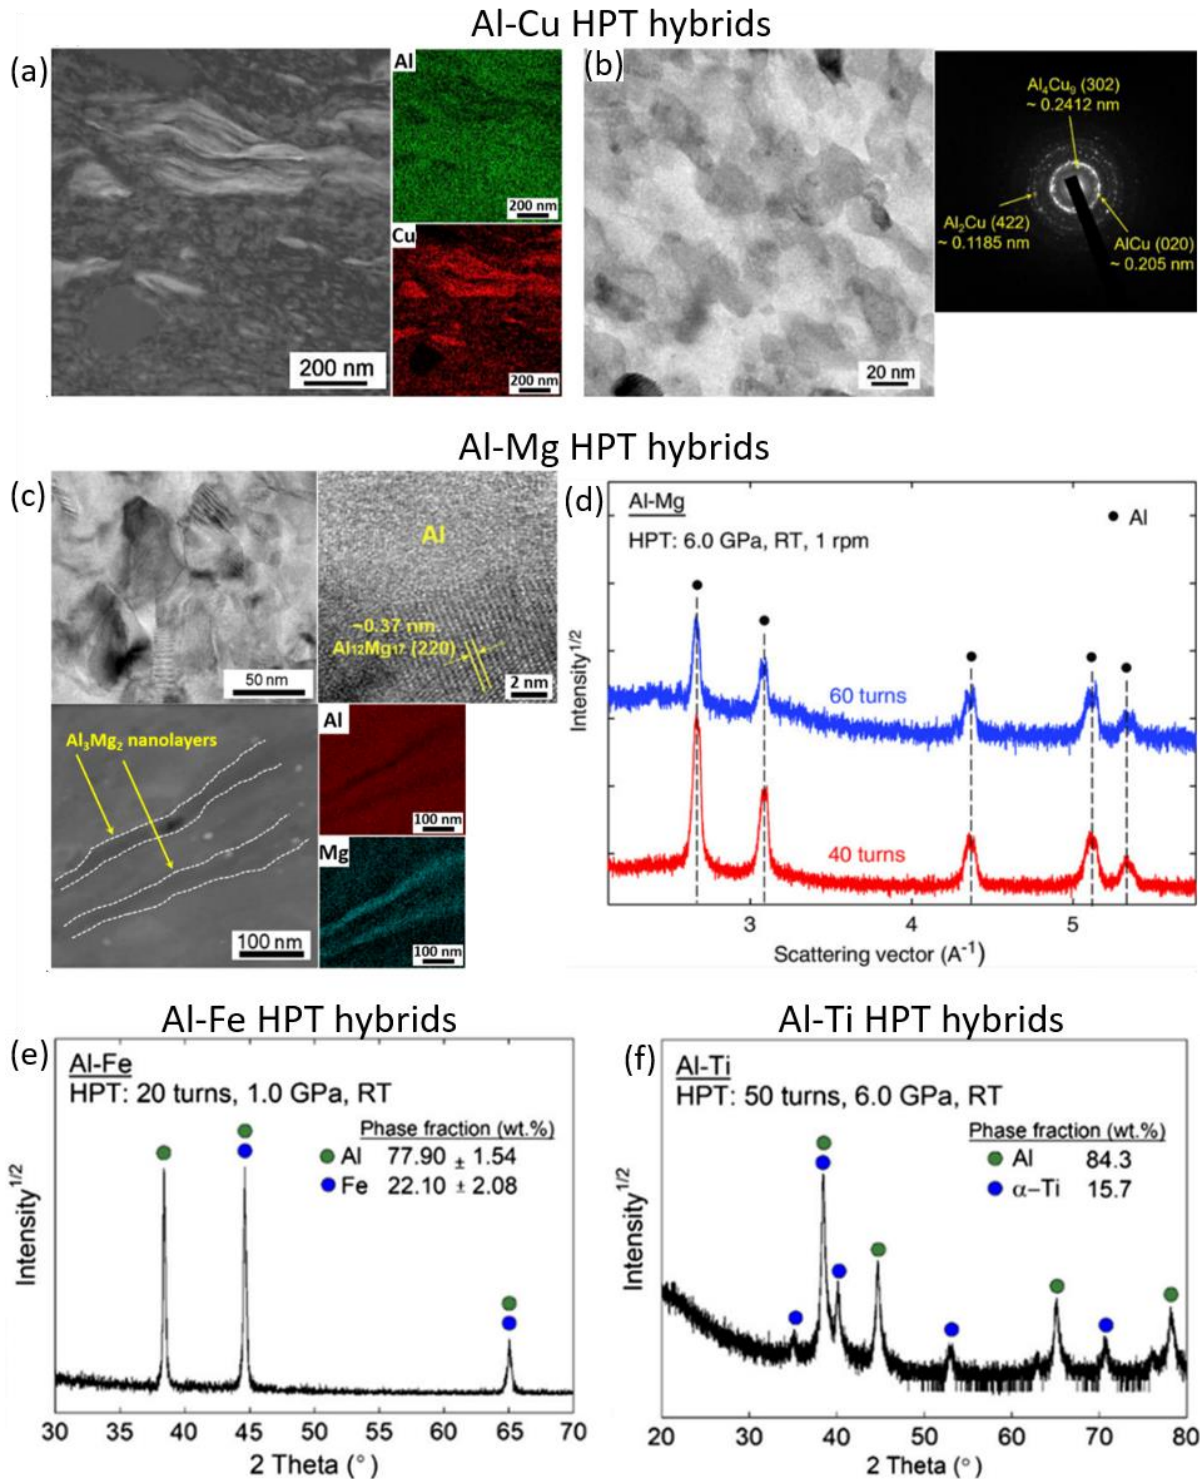 Al-Cu HPT hybrids
(a)
Al
200 nm
Cu
200 nm
200 nm
(b)
20 nm
Al₄Cu₉ (302)
~ 0.2412 nm
Al₂Cu (422)
~ 0.1185 nm
AlCu (020)
~ 0.205 nm
Al-Mg HPT hybrids
(c)
50 nm
Al
~0.37 nm
Al₁₂Mg₁₇ (220)
2 nm
Al₃Mg₂ nanolayers
100 nm
Al
100 nm
Mg
100 nm
(d)
Al-Mg
HPT: 6.0 GPa, RT, 1 rpm
Al
60 turns
40 turns
Intensity¹ᐟ²
3 4 5
Scattering vector (A⁻¹)
Al-Fe HPT hybrids
(e)
Al-Fe
HPT: 20 turns, 1.0 GPa, RT
Phase fraction (wt.%)
Al 77.90 ± 1.54
Fe 22.10 ± 2.08
Intensity¹ᐟ²
30 35 40 45 50 55 60 65 70
2 Theta (°)
Al-Ti HPT hybrids
(f)
Al-Ti
HPT: 50 turns, 6.0 GPa, RT
Phase fraction (wt.%)
Al 84.3
α-Ti 15.7
Intensity¹ᐟ²
20 30 40 50 60 70 80
2 Theta (°)